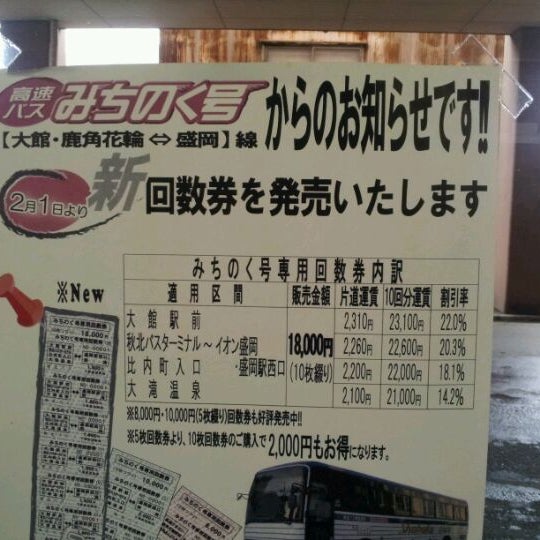 高速バス みちのく号 からのお知らせです!!
【大館・鹿角花輪⇔盛岡】線
2月1日より 新 回数券を発売いたします
みちのく号専用回数券内訳
※New
適用区間 販売金額 片道運賃 10回分運賃 割引率
大館駅前 2,310円 23,100円 22.0%
秋北バスターミナル～イオン盛岡 18,000円 2,260円 22,600円 20.3%
比内町入口 ・盛岡駅西口 (10枚綴り) 2,200円 22,000円 18.1%
大滝温泉 2,100円 21,000円 14.2%
※8,000円・10,000円(5枚綴り)回数券も好評発売中!!
※5枚回数券より、10枚回数券のご購入で2,000円もお得になります。